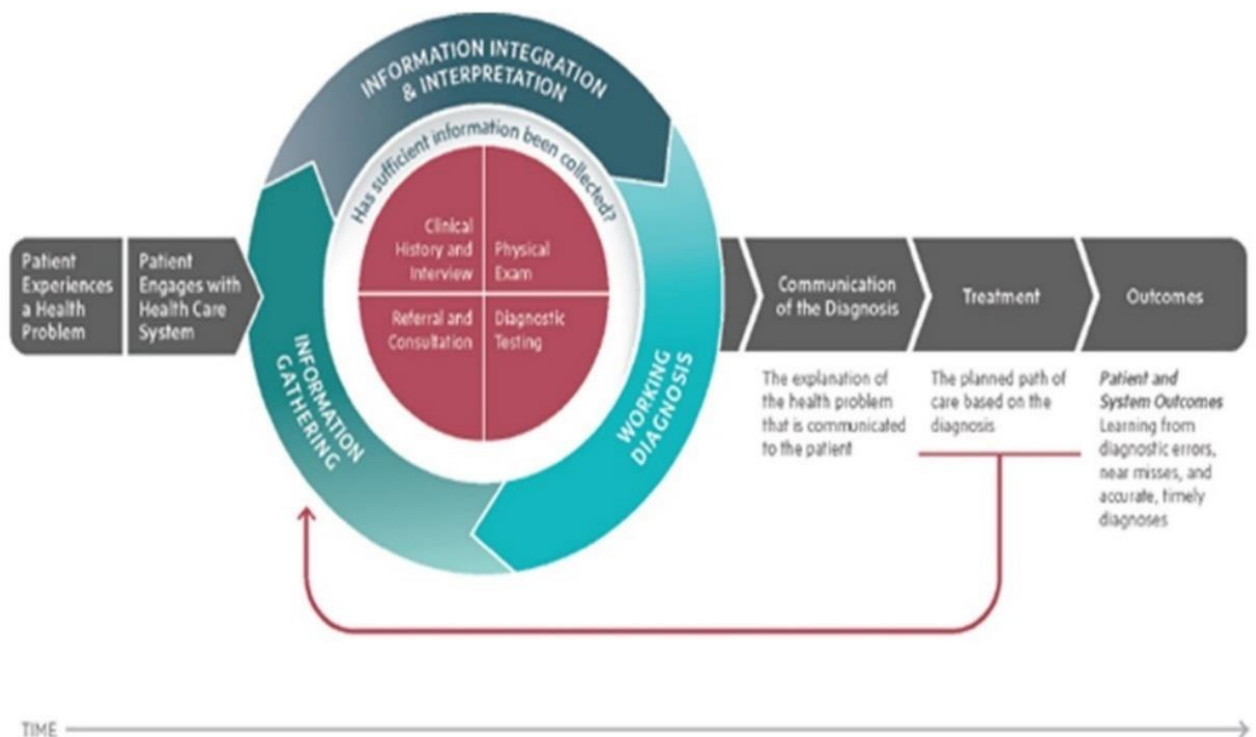 INFORMATION INTEGRATION
& INTERPRETATION
Has sufficient information been collected?
Clinical
History and
Interview
Physical
Exam
Referral and
Consultation
Diagnostic
Testing
INFORMATION
GATHERING
WORKING
DIAGNOSIS
Patient
Experiences
a Health
Problem
Patient
Engages with
Health Care
System
Communication
of the Diagnosis
Treatment
Outcomes
The explanation of
the health problem
that is communicated
to the patient
The planned path of
care based on the
diagnosis
Patient and
System Outcomes
Learning from
diagnostic errors,
near misses, and
accurate, timely
diagnoses
TIME